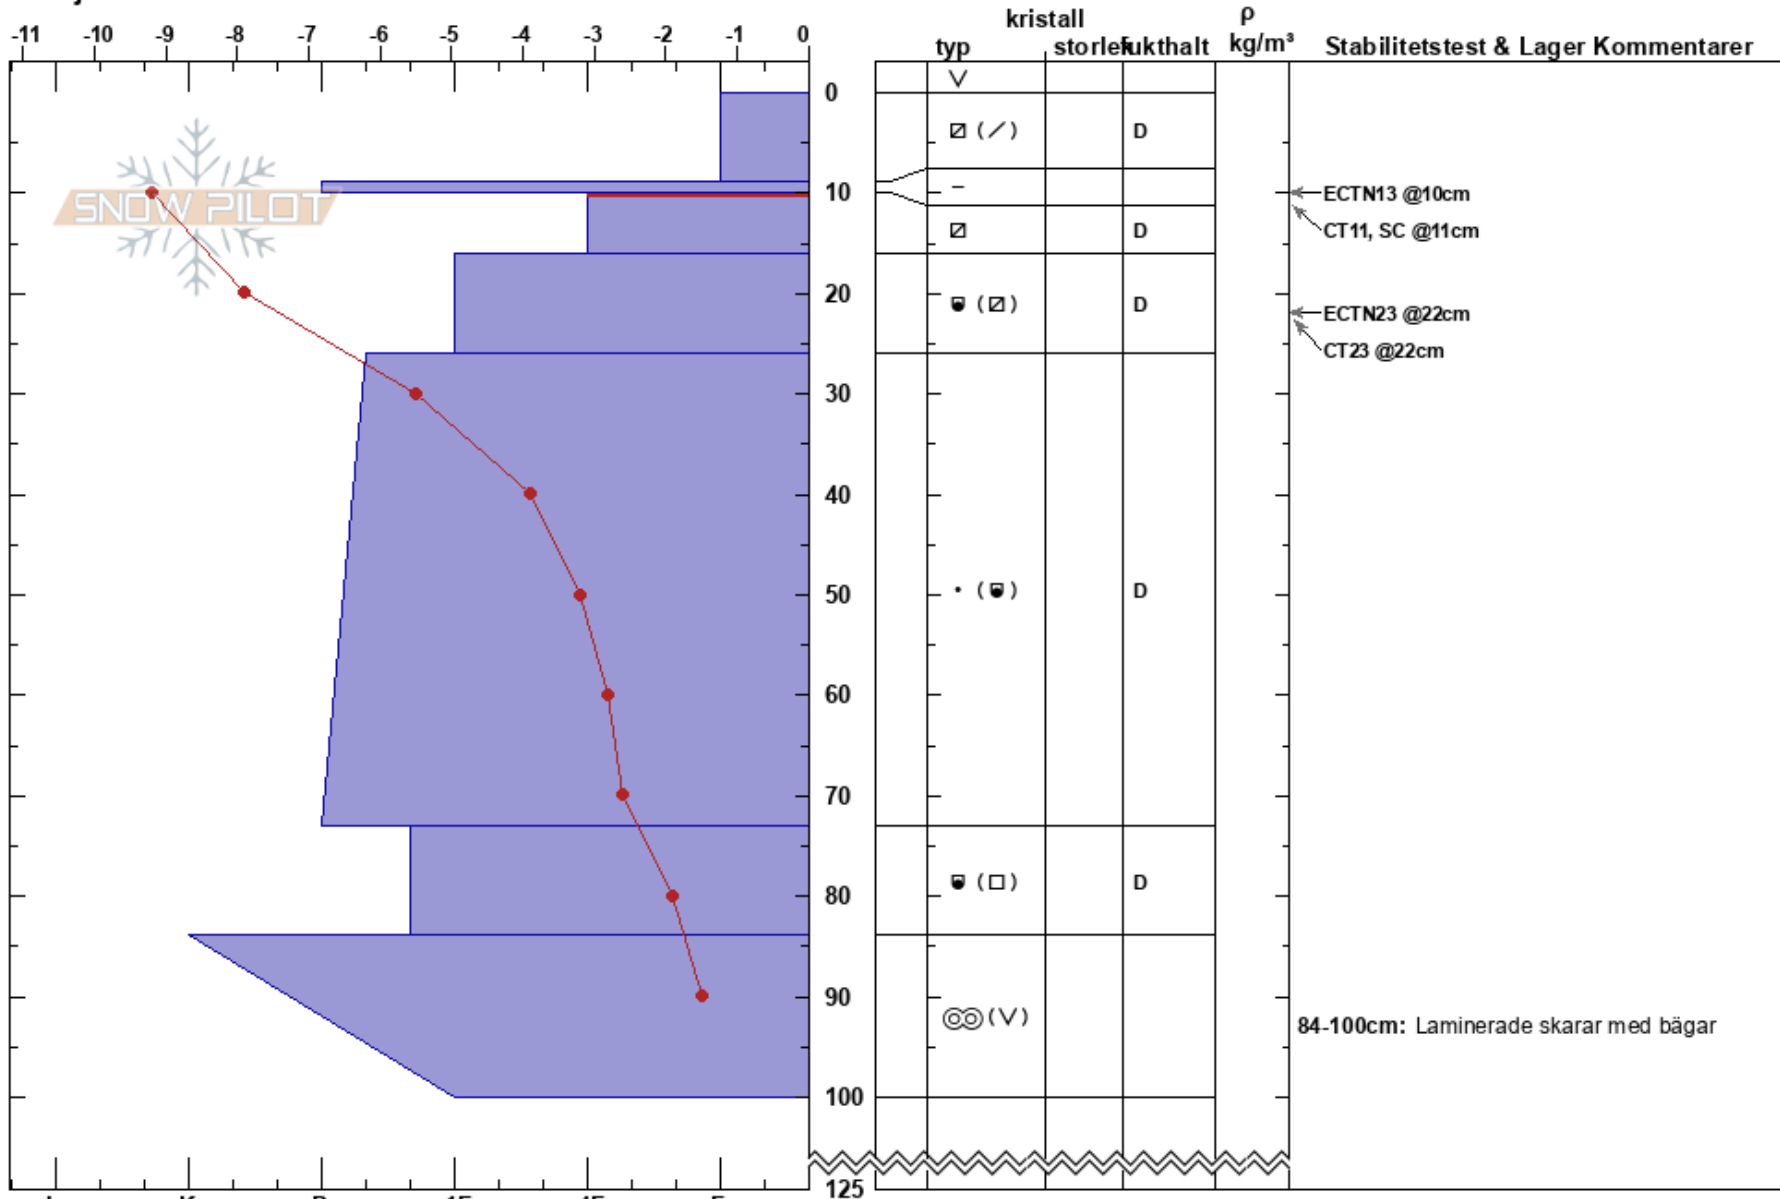 kristall ρ
-11 -10 -9 -8 -7 -6 -5 -4 -3 -2 -1 0 typ storlek fukthalt kg/m³ Stabilitetstest & Lager Kommentarer
0
D
SNOW PILOT
10 ECTN13 @10cm
D CT11, SC @11cm
20 D ECTN23 @22cm
CT23 @22cm
30
40
50 D
60
70
80 D
90
84-100cm: Laminerade skarar med bägar
100
125